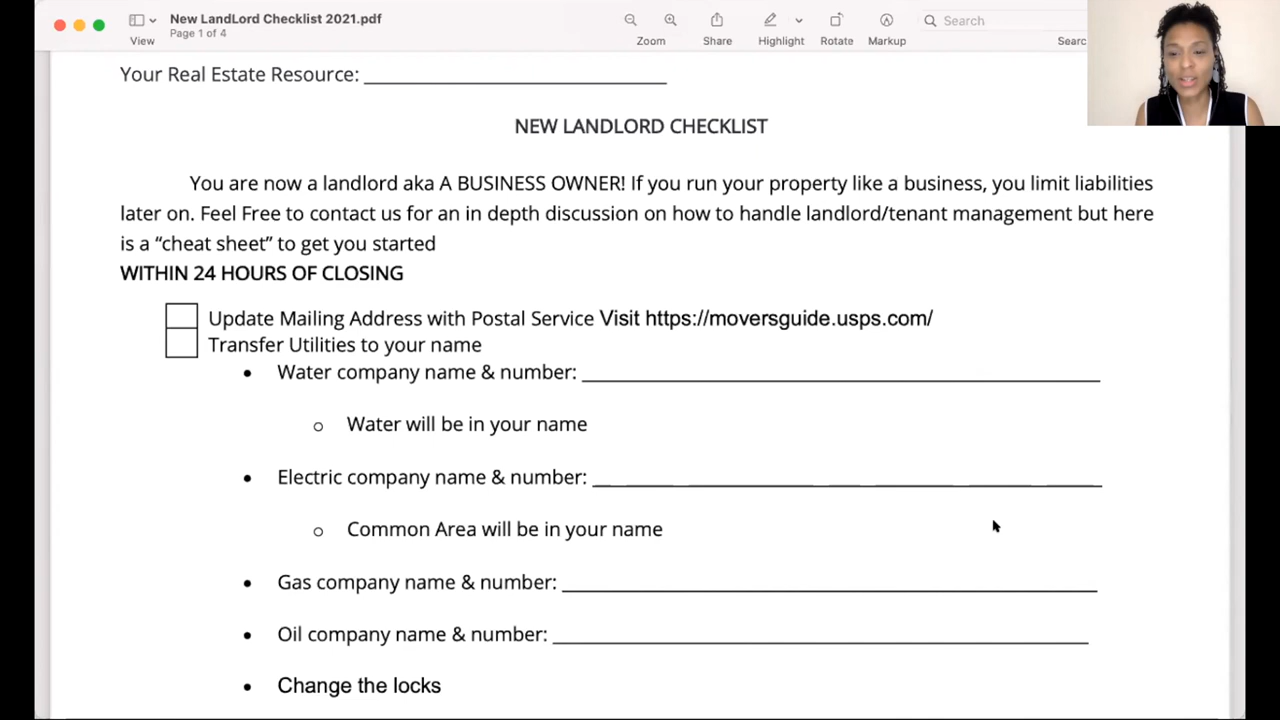 New LandLord Checklist 2021.pdf
Page 1 of 4
View
Zoom
Share
Highlight
Rotate
Markup
Search
Searc
Your Real Estate Resource: ____________________
NEW LANDLORD CHECKLIST
You are now a landlord aka A BUSINESS OWNER! If you run your property like a business, you limit liabilities
later on. Feel Free to contact us for an in depth discussion on how to handle landlord/tenant management but here
is a “cheat sheet” to get you started
WITHIN 24 HOURS OF CLOSING
Update Mailing Address with Postal Service Visit https://moversguide.usps.com/
Transfer Utilities to your name
• Water company name & number: ____________________
o Water will be in your name
• Electric company name & number: ____________________
o Common Area will be in your name
• Gas company name & number: ____________________
• Oil company name & number: ____________________
• Change the locks